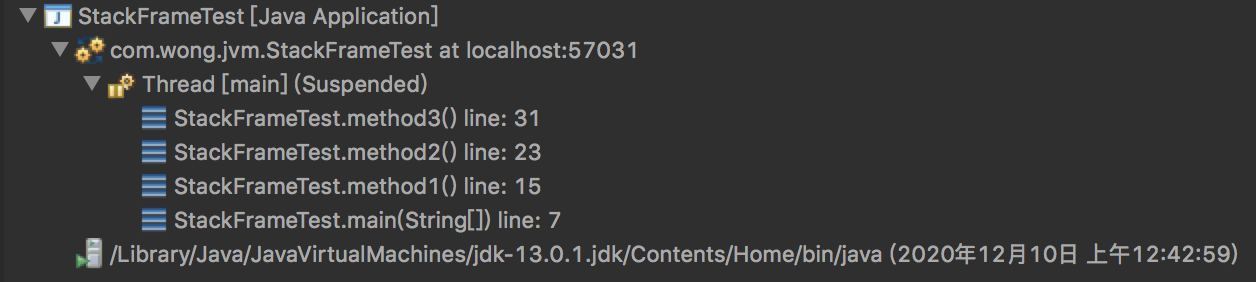 StackFrameTest [Java Application]
com.wong.jvm.StackFrameTest at localhost:57031
Thread [main] (Suspended)
StackFrameTest.method3() line: 31
StackFrameTest.method2() line: 23
StackFrameTest.method1() line: 15
StackFrameTest.main(String[]) line: 7
/Library/Java/JavaVirtualMachines/jdk-13.0.1.jdk/Contents/Home/bin/java (2020年12月10日 上午12:42:59)